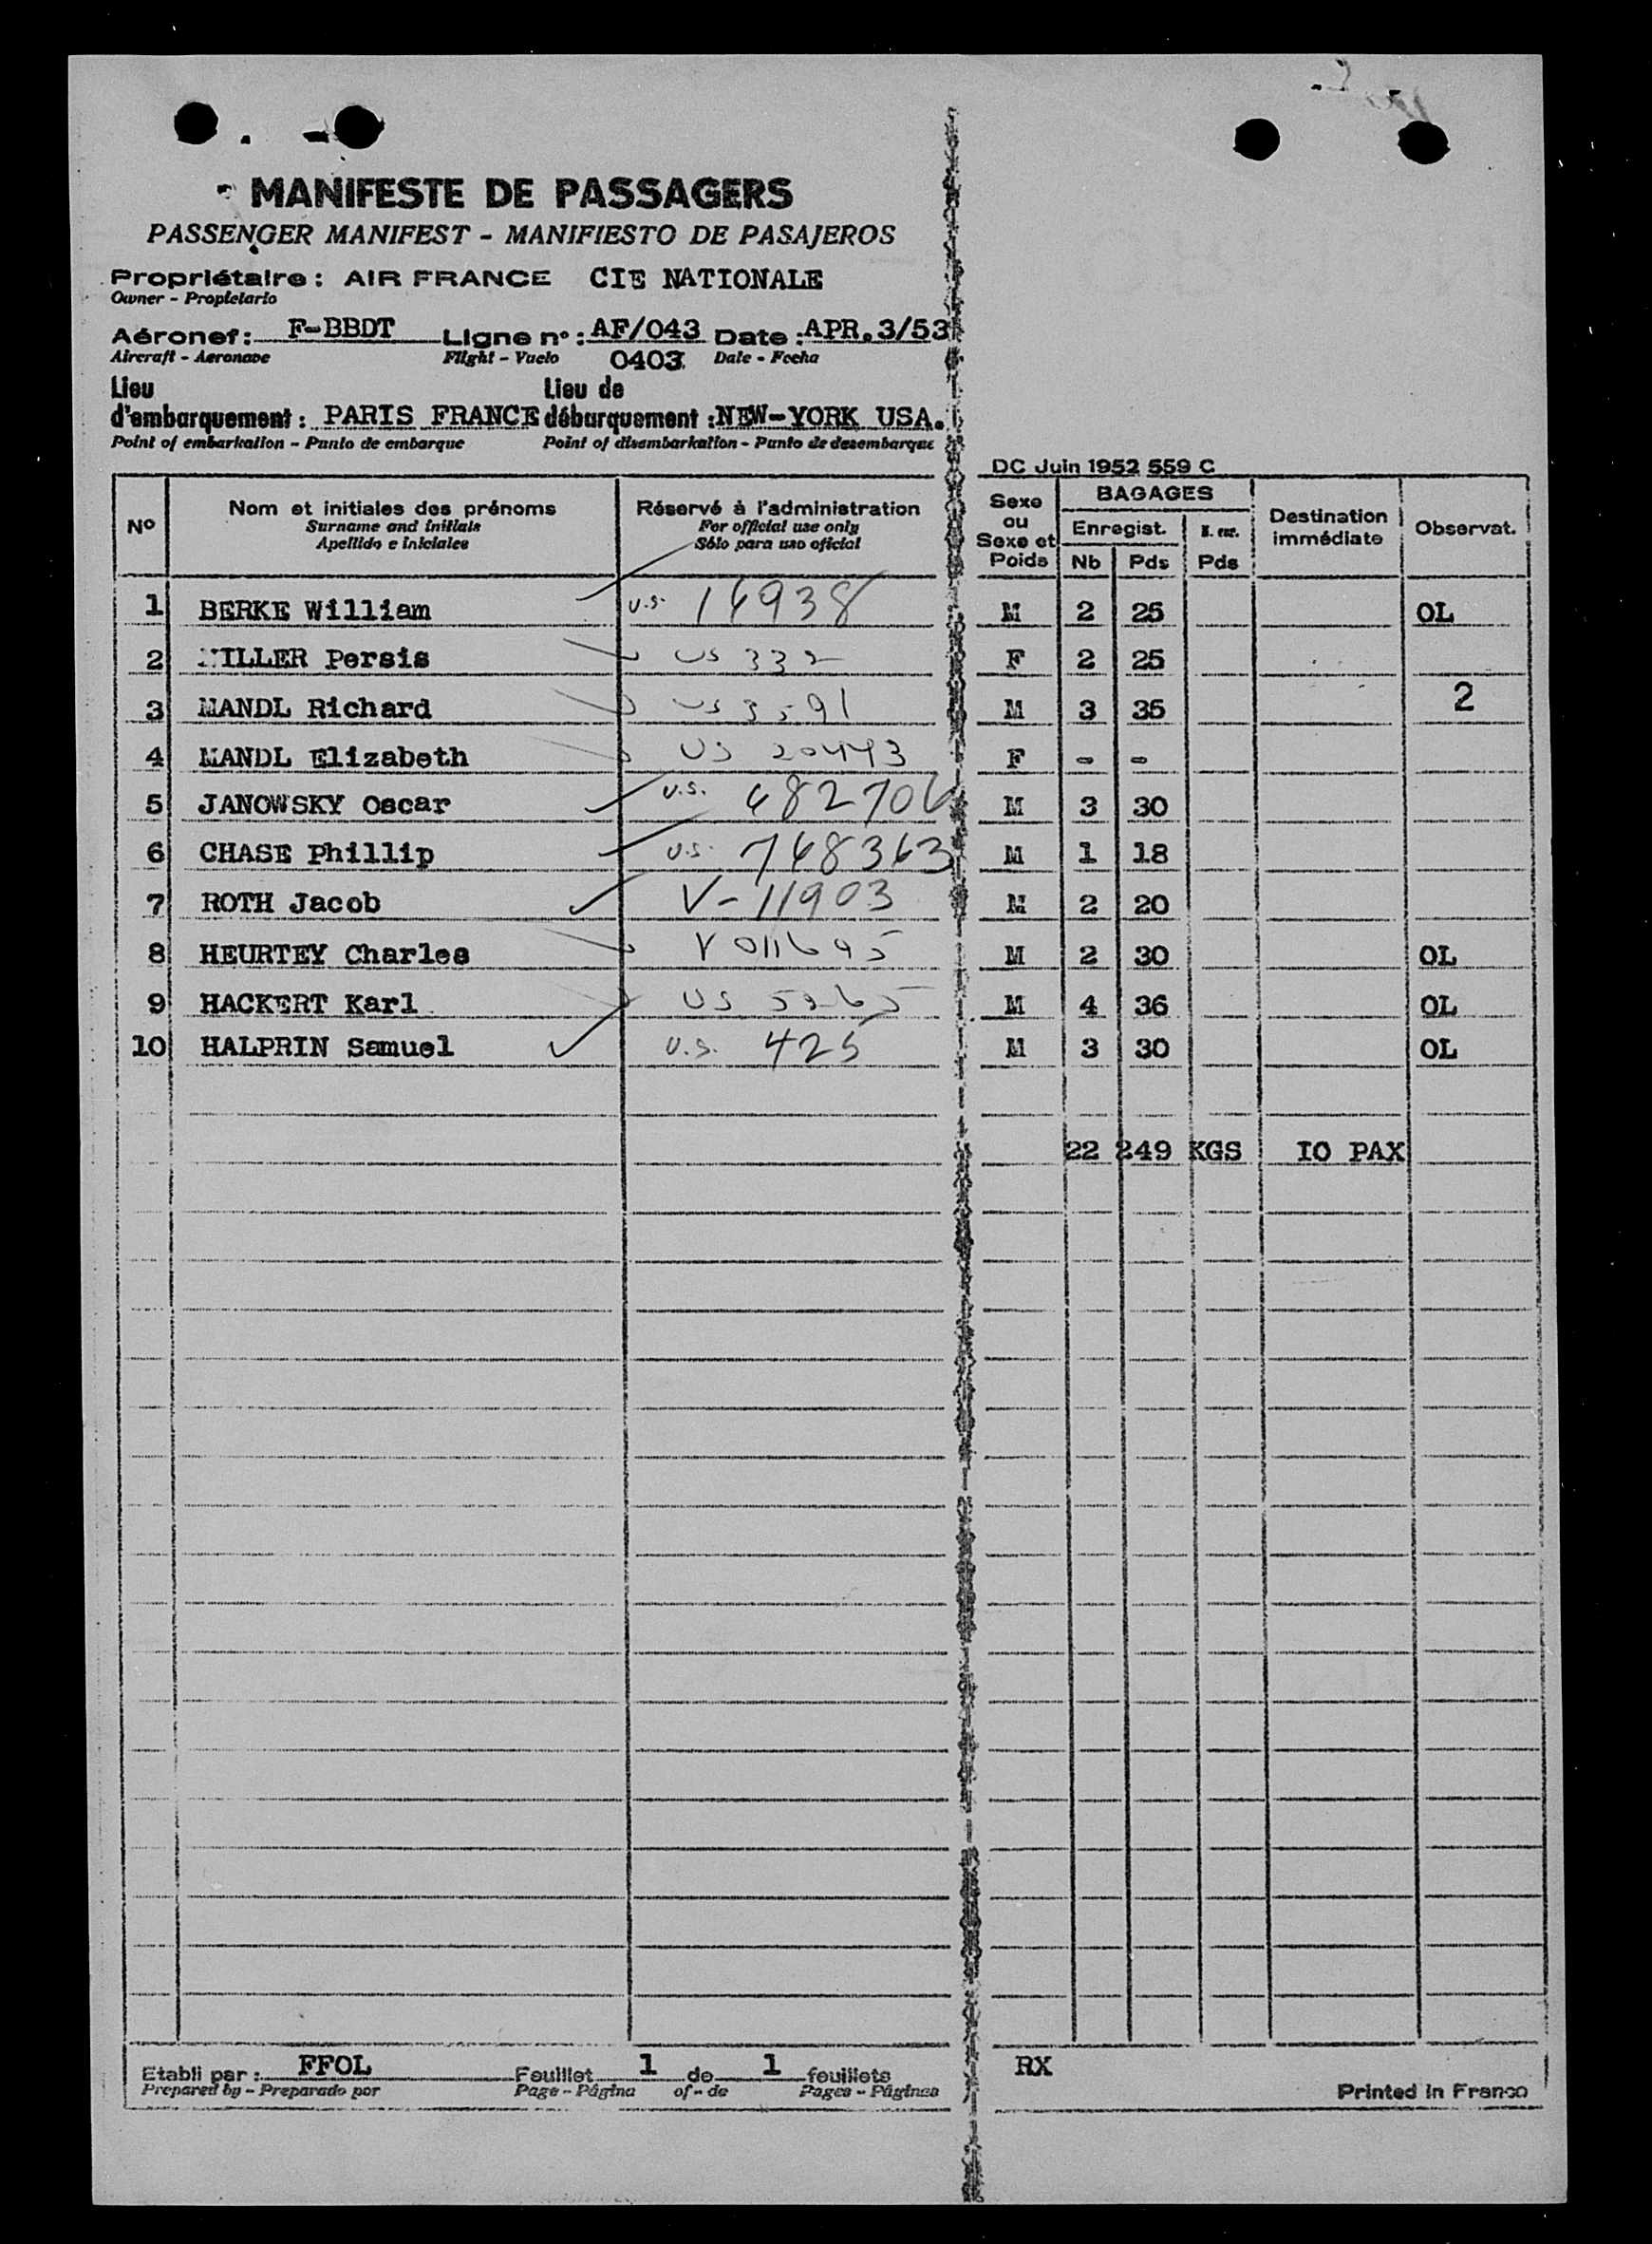 MANIFESTE DE PASSAGERS
PASSENGER MANIFEST - MANIFIESTO DE PASAJEROS
Propriétaire : AIR FRANCE CIE NATIONALE
Owner - Propietario
Aéronef : F-BBDT Ligne n° : AF/043 Date : APR.3/53
Aircraft - Aeronave Flight - Vuelo 0403 Date - Fecha
Lieu d'embarquement : PARIS FRANCE Lieu de débarquement : NEW-YORK USA.
Point of embarkation - Punto de embarque Point of disembarkation - Punto de desembarque
DC Juin 1952 559 C
N° Nom et initiales des prénoms Réservé à l'administration Sexe ou Sexe et Poids BAGAGES Destination immédiate Observat.
Surname and initials For official use only Enregist.
Apellido e iniciales Sólo para uso oficial Nb Pds Pds
1 BERKE William U.S. 16938 M 2 25 OL
2 MILLER Persis US 332 F 2 25
3 MANDL Richard US 3591 M 3 35 2
4 MANDL Elizabeth US 20443 F - -
5 JANOWSKY Oscar U.S. 682706 M 3 30
6 CHASE Phillip U.S. 768363 M 1 18
7 ROTH Jacob V-11903 M 2 20
8 HEURTEY Charles V 011695 M 2 30 OL
9 HACKERT Karl US M 4 36 OL
10 HALPRIN Samuel U.S. 425 M 3 30 OL
22 249 KGS IO PAX
Etabli par : FFOL Feuillet 1 de 1 feuillets RX
Prepared by - Preparado por Page - Página of - de Pages - Páginas Printed in France